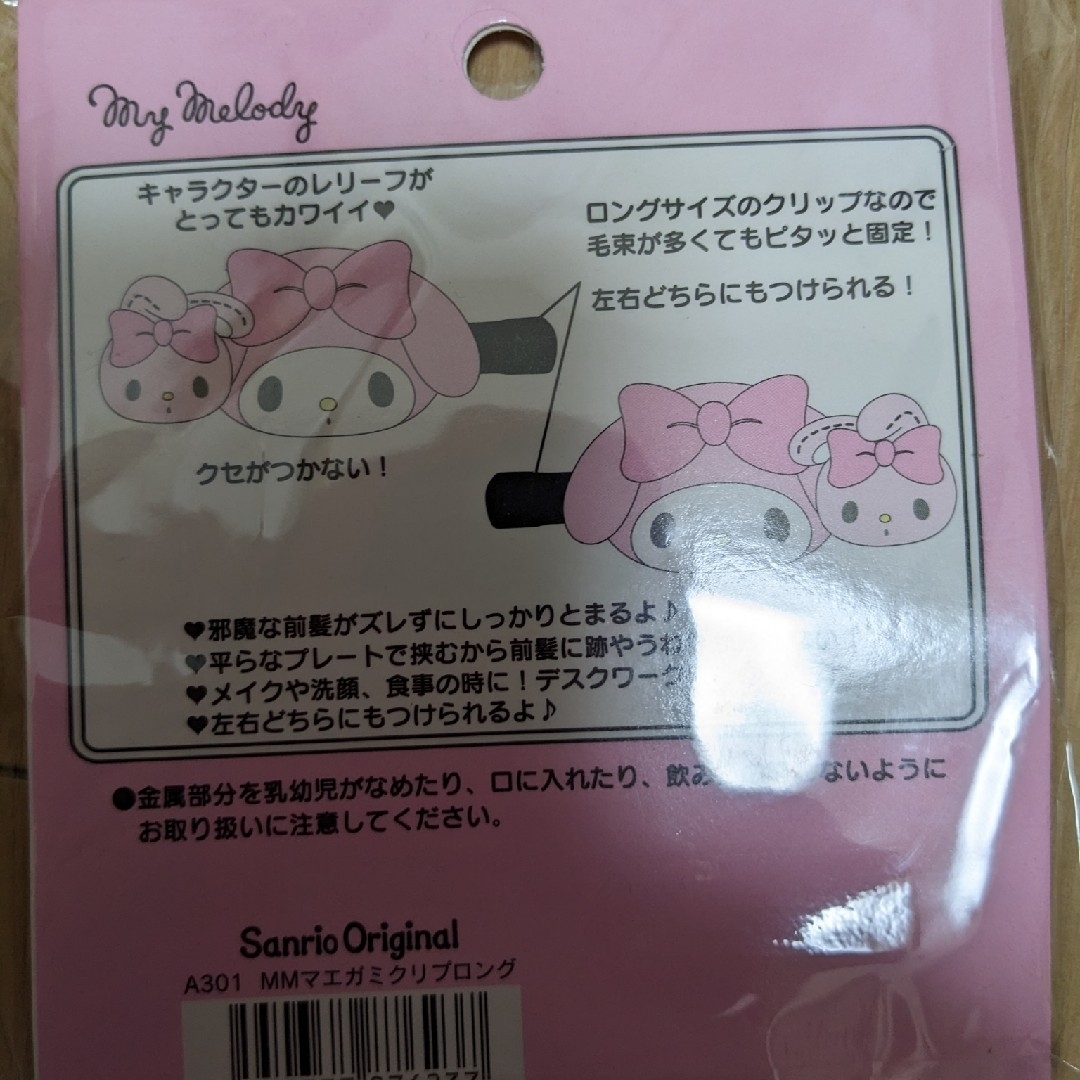 My Melody
キャラクターのレリーフが
とってもカワイイ♥
ロングサイズのクリップなので
毛束が多くてもピタッと固定！
左右どちらにもつけられる！
クセがつかない！
♥邪魔な前髪がズレずにしっかりとまるよ♪
♥平らなプレートで挟むから前髪に跡やうね
♥メイクや洗顔、食事の時に！デスクワーク
♥左右どちらにもつけられるよ♪
●金属部分を乳幼児がなめたり、口に入れたり、飲み ないように
お取り扱いに注意してください。
Sanrio Original
A301 MMマエガミクリプロング